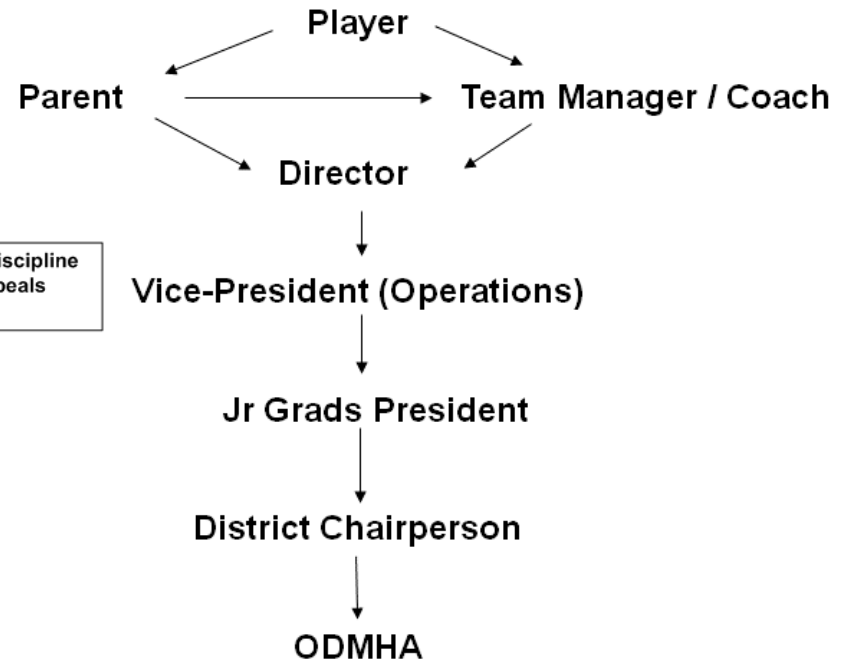 Player
Parent
Team Manager / Coach
Director
Vice-President (Operations)
Jr Grads President
District Chairperson
ODMHA